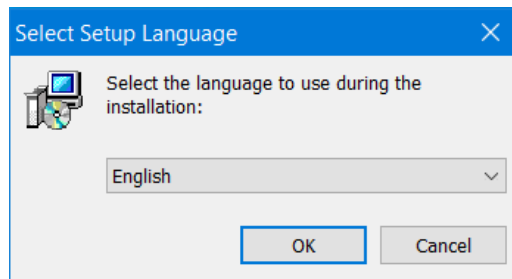 Select Setup Language
Select the language to use during the
installation:
English
OK
Cancel